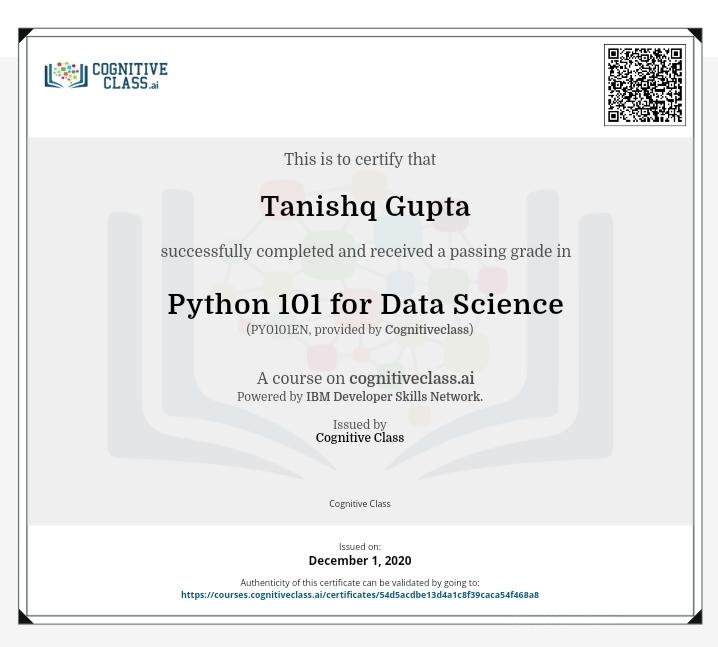 COGNITIVE
CLASS.ai
This is to certify that
Tanishq Gupta
successfully completed and received a passing grade in
Python 101 for Data Science
(PY0101EN, provided by Cognitiveclass)
A course on cognitiveclass.ai
Powered by IBM Developer Skills Network.
Issued by
Cognitive Class
Cognitive Class
Issued on:
December 1, 2020
Authenticity of this certificate can be validated by going to:
https://courses.cognitiveclass.ai/certificates/54d5acdbe13d4a1c8f39caca54f468a8